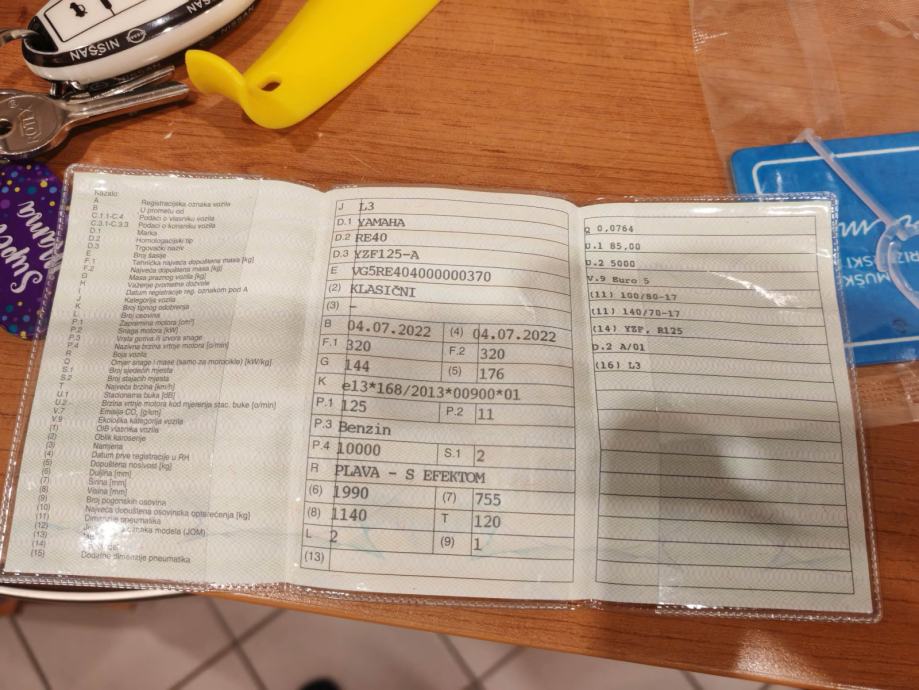 NISSAN
NISSAN
Super
mama
Kazalo:
A Registracijska oznaka vozila
B U prometu od
C.1.1-C.4 Podaci o vlasniku vozila
C.3.1-C.3.3 Podaci o korisniku vozila
D.1 Marka
D.2 Homologacijski tip
D.3 Trgovački naziv
E Broj šasije
F.1 Tehnička najveća dopuštena masa [kg]
F.2 Najveća dopuštena masa [kg]
G Masa praznog vozila [kg]
H Važenje prometne dozvole
I Datum registracije reg. oznakom pod A
J Kategorija vozila
K Broj tipnog odobrenja
L Broj osovina
P.1 Zapremina motora [cm³]
P.2 Snaga motora [kW]
P.3 Vrsta goriva ili izvora snage
P.4 Nazivna brzina vrtnje motora [o/min]
R Boja vozila
Q Omjer snage i mase (samo za motocikle) [kW/kg]
S.1 Broj sjedećih mjesta
S.2 Broj stajaćih mjesta
T Najveća brzina [km/h]
U.1 Stacionarna buka [dB]
U.2 Brzina vrtnje motora kod mjerenja stac. buke [o/min]
V.7 Emisija CO₂ [g/km]
V.9 Ekološka kategorija vozila
(1) OIB vlasnika vozila
(2) Oblik karoserije
(3) Namjena
(4) Datum prve registracije u RH
(5) Dopuštena nosivost [kg]
(6) Duljina [mm]
(7) Širina [mm]
(8) Visina [mm]
(9) Broj pogonskih osovina
(10) Najveća dopuštena osovinska opterećenja [kg]
(11) Dimenzije pneumatika
(12) oznaka modela (JOM)
(13)
(14)
(15) Dodatne dimenzije pneumatika
J L3
D.1 YAMAHA
D.2 RE40
D.3 YZF125-A
E VG5RE404000000370
(2) KLASIČNI
(3) -
B 04.07.2022 (4) 04.07.2022
F.1 320 F.2 320
G 144 (5) 176
K e13*168/2013*00900*01
P.1 125 P.2 11
P.3 Benzin
P.4 10000 S.1 2
R PLAVA - S EFEKTOM
(6) 1990 (7) 755
(8) 1140 T 120
L 2 (9) 1
(13)
Q 0,0764
U.1 85,00
U.2 5000
V.9 Euro 5
(11) 100/80-17
(11) 140/70-17
(14) YZF, R125
D.2 A/01
(16) L3